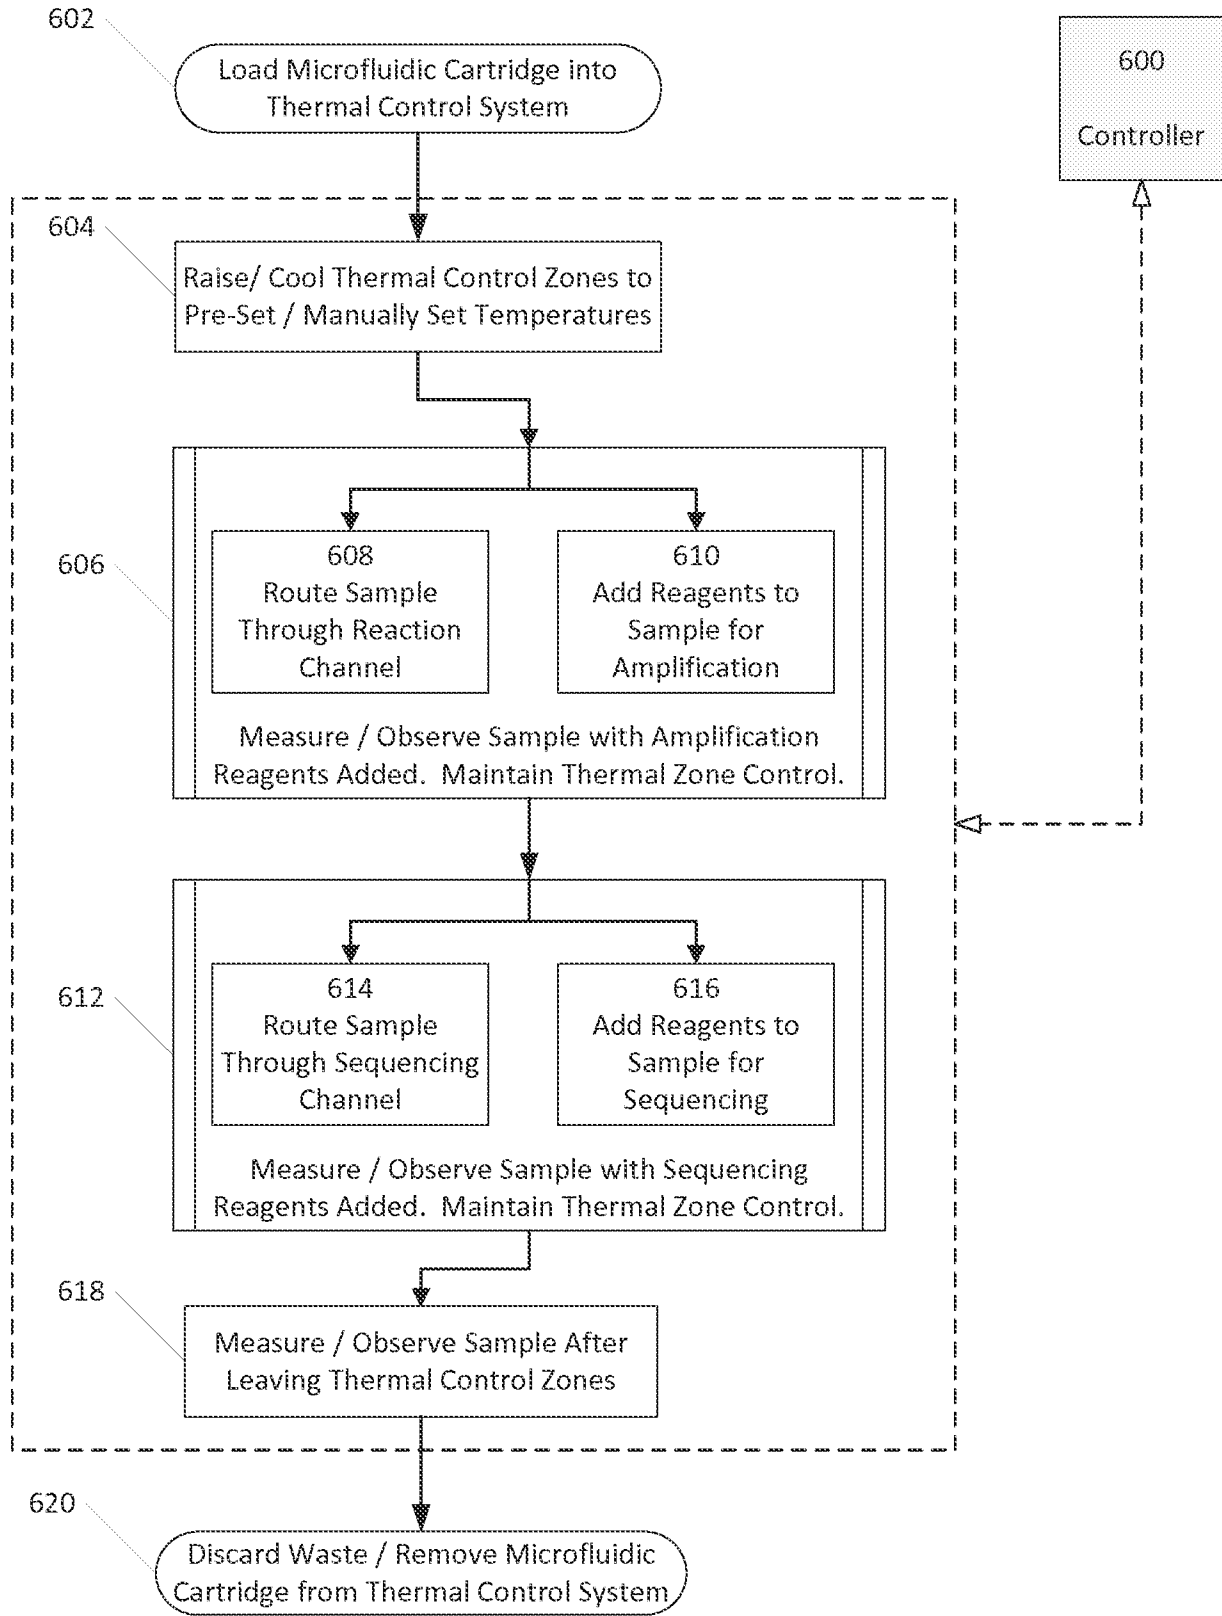 602
Load Microfluidic Cartridge into
Thermal Control System
600
Controller
604
Raise/ Cool Thermal Control Zones to
Pre-Set / Manually Set Temperatures
606
608
Route Sample
Through Reaction
Channel
610
Add Reagents to
Sample for
Amplification
Measure / Observe Sample with Amplification
Reagents Added.  Maintain Thermal Zone Control.
612
614
Route Sample
Through Sequencing
Channel
616
Add Reagents to
Sample for
Sequencing
Measure / Observe Sample with Sequencing
Reagents Added.  Maintain Thermal Zone Control.
618
Measure / Observe Sample After
Leaving Thermal Control Zones
620
Discard Waste / Remove Microfluidic
Cartridge from Thermal Control System